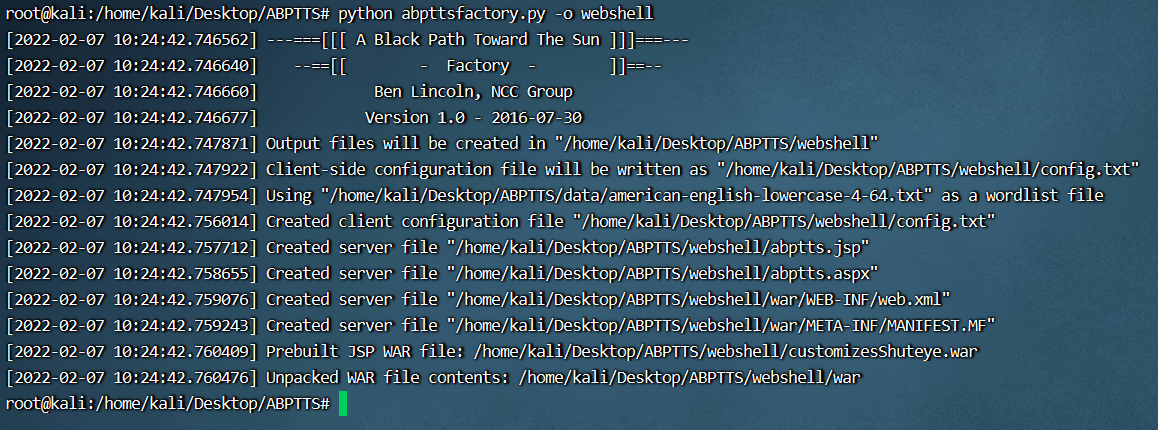 root@kali:/home/kali/Desktop/ABPTTS# python abpttsfactory.py -o webshell
[2022-02-07 10:24:42.746562] ---===[[[ A Black Path Toward The Sun ]]]===---
[2022-02-07 10:24:42.746640]    --==[[        -  Factory  -        ]]==--
[2022-02-07 10:24:42.746660]             Ben Lincoln, NCC Group
[2022-02-07 10:24:42.746677]            Version 1.0 - 2016-07-30
[2022-02-07 10:24:42.747871] Output files will be created in "/home/kali/Desktop/ABPTTS/webshell"
[2022-02-07 10:24:42.747922] Client-side configuration file will be written as "/home/kali/Desktop/ABPTTS/webshell/config.txt"
[2022-02-07 10:24:42.747954] Using "/home/kali/Desktop/ABPTTS/data/american-english-lowercase-4-64.txt" as a wordlist file
[2022-02-07 10:24:42.756014] Created client configuration file "/home/kali/Desktop/ABPTTS/webshell/config.txt"
[2022-02-07 10:24:42.757712] Created server file "/home/kali/Desktop/ABPTTS/webshell/abptts.jsp"
[2022-02-07 10:24:42.758655] Created server file "/home/kali/Desktop/ABPTTS/webshell/abptts.aspx"
[2022-02-07 10:24:42.759076] Created server file "/home/kali/Desktop/ABPTTS/webshell/war/WEB-INF/web.xml"
[2022-02-07 10:24:42.759243] Created server file "/home/kali/Desktop/ABPTTS/webshell/war/META-INF/MANIFEST.MF"
[2022-02-07 10:24:42.760409] Prebuilt JSP WAR file: /home/kali/Desktop/ABPTTS/webshell/customizesShuteye.war
[2022-02-07 10:24:42.760476] Unpacked WAR file contents: /home/kali/Desktop/ABPTTS/webshell/war
root@kali:/home/kali/Desktop/ABPTTS#